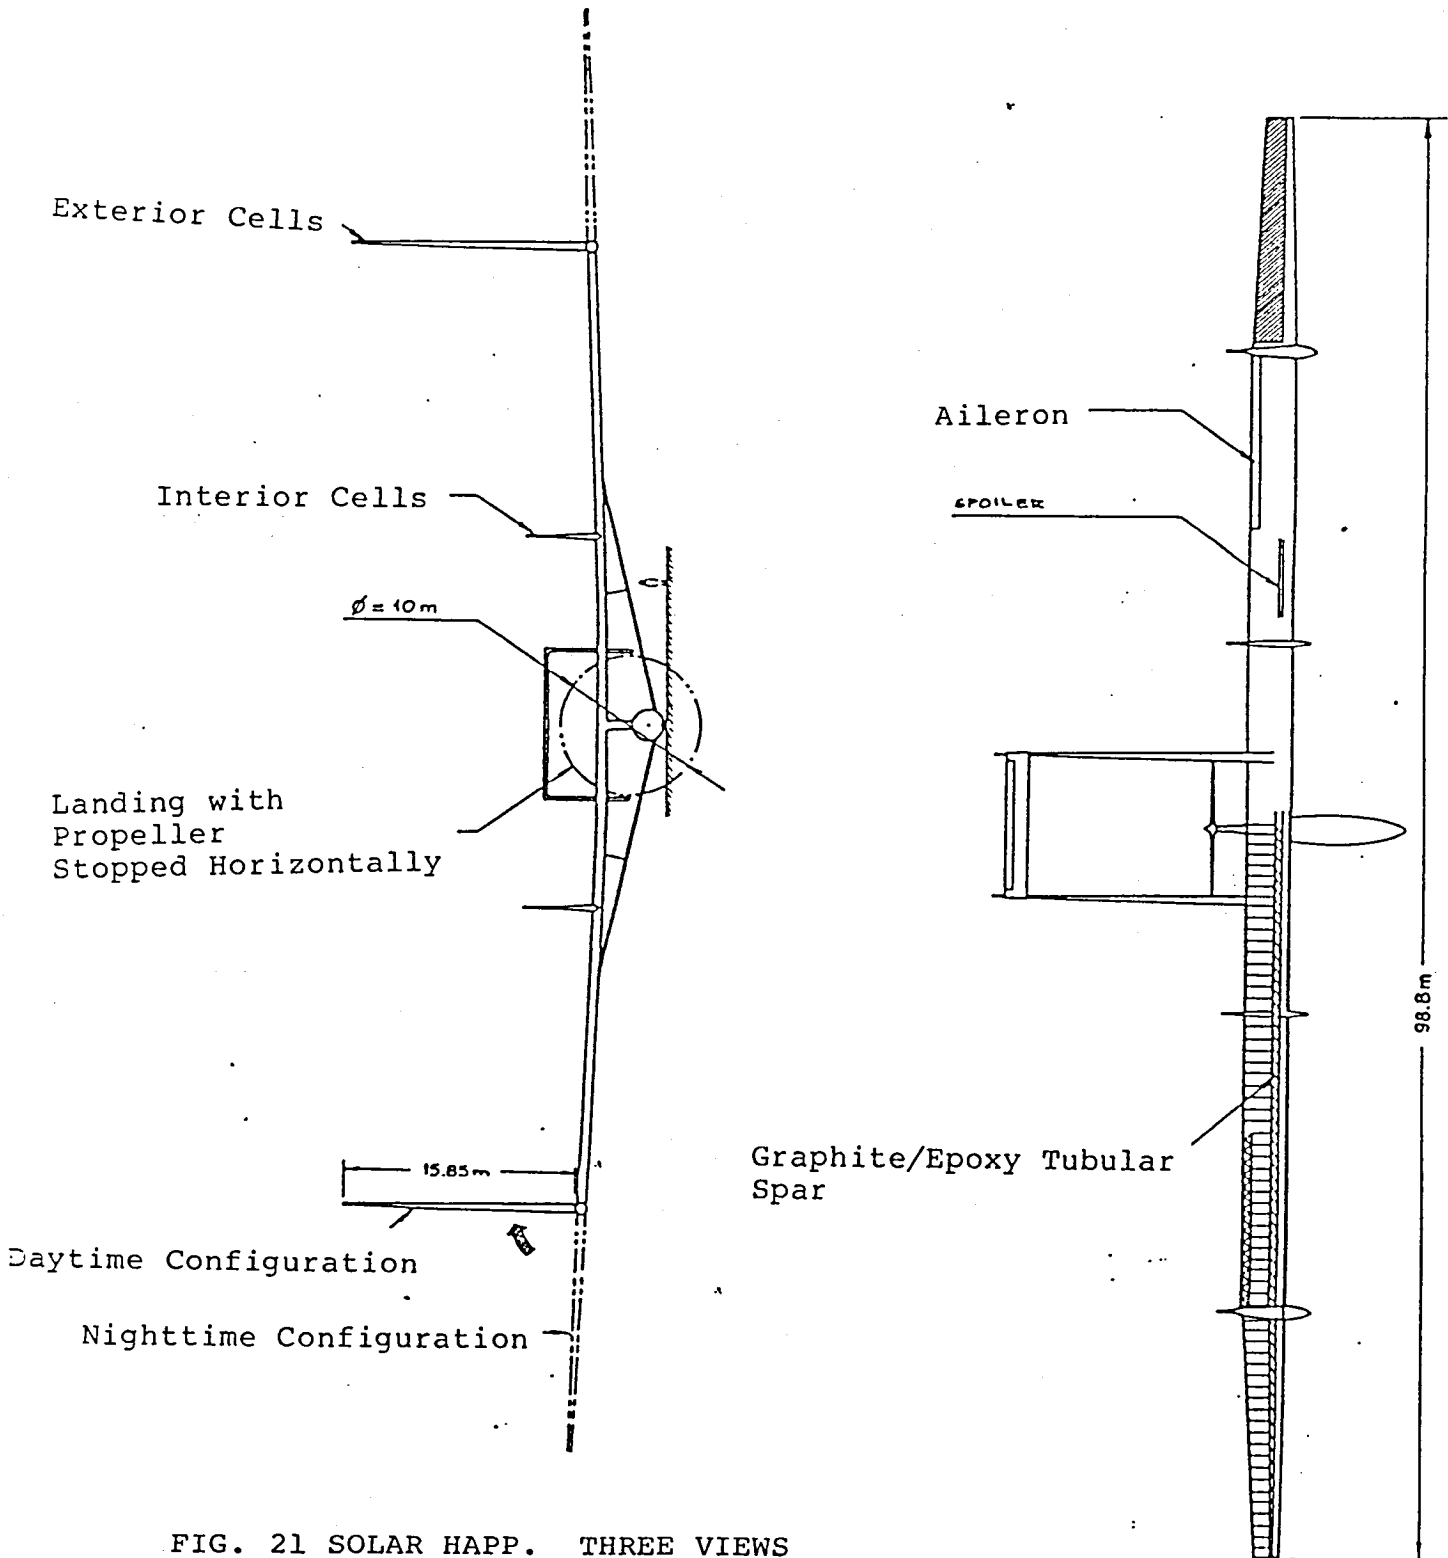 Exterior Cells
Interior Cells
Ø = 10m
Landing with
Propeller
Stopped Horizontally
15.85m
Daytime Configuration
Nighttime Configuration
Aileron
SPOILER
98.8m
Graphite/Epoxy Tubular
Spar
FIG. 21 SOLAR HAPP. THREE VIEWS